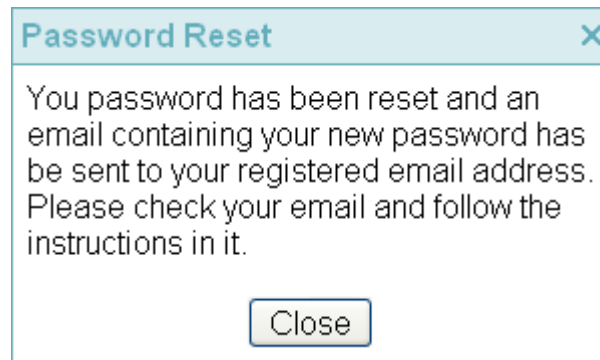 Password Reset
You password has been reset and an
email containing your new password has
be sent to your registered email address.
Please check your email and follow the
instructions in it.
Close